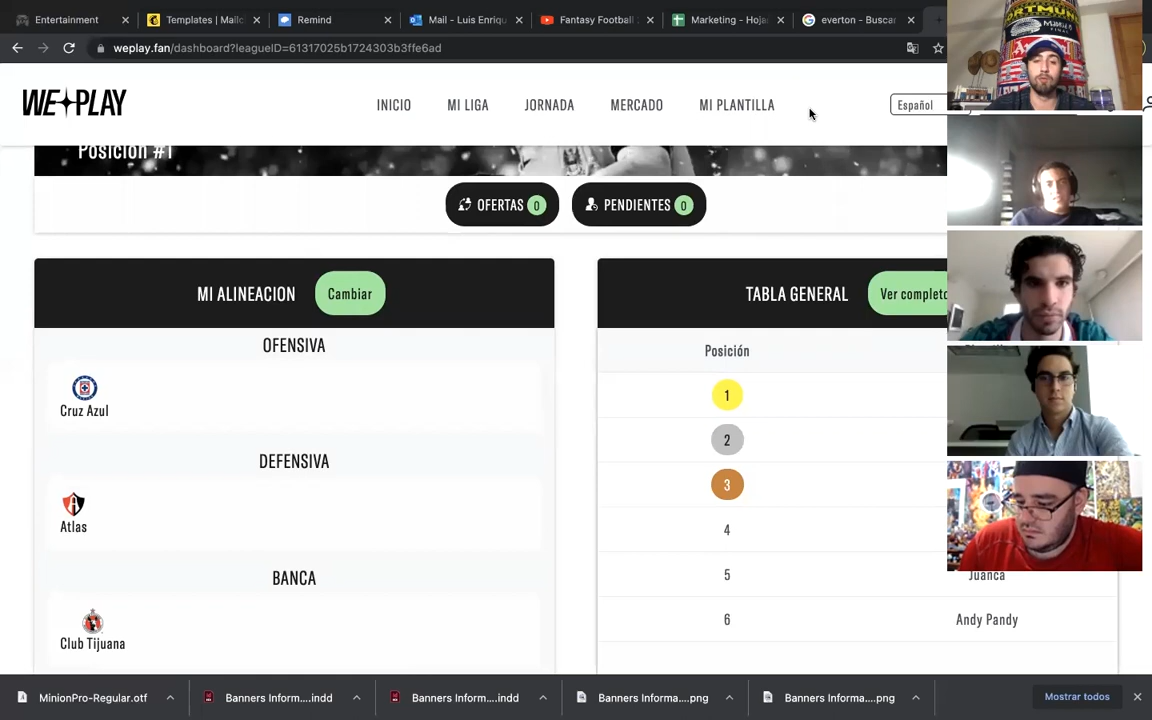 Entertainment
Templates | Mailc
Remind
Mail - Luis Enriqu
Fantasy Football
Marketing - Hoja
everton - Buscar
weplay.fan/dashboard?leagueID=61317025b1724303b3ffe6ad
WE PLAY
INICIO
MI LIGA
JORNADA
MERCADO
MI PLANTILLA
Español
Posición #1
OFERTAS 0
PENDIENTES 0
MI ALINEACION
Cambiar
OFENSIVA
Cruz Azul
DEFENSIVA
Atlas
BANCA
Club Tijuana
TABLA GENERAL
Ver completo
Posición
1
2
3
4
5
Juanca
6
Andy Pandy
MinionPro-Regular.otf
Banners Inform....indd
Banners Inform....indd
Banners Informa....png
Banners Informa....png
Mostrar todos